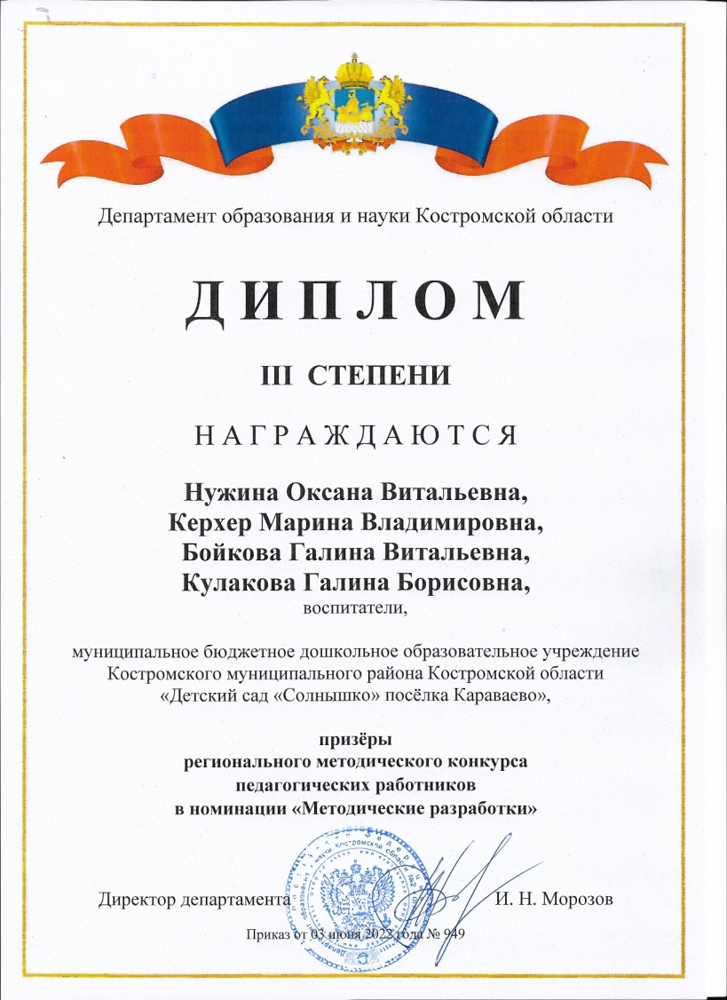 Департамент образования и науки Костромской области
ДИПЛОМ
III СТЕПЕНИ
НАГРАЖДАЮТСЯ
Нужина Оксана Витальевна,
Керхер Марина Владимировна,
Бойкова Галина Витальевна,
Кулакова Галина Борисовна,
воспитатели,
муниципальное бюджетное дошкольное образовательное учреждение
Костромского муниципального района Костромской области
«Детский сад «Солнышко» посёлка Караваево»,
призёры
регионального методического конкурса
педагогических работников
в номинации «Методические разработки»
Директор департамента
И. Н. Морозов
Приказ от 03 июня 2022 года № 949